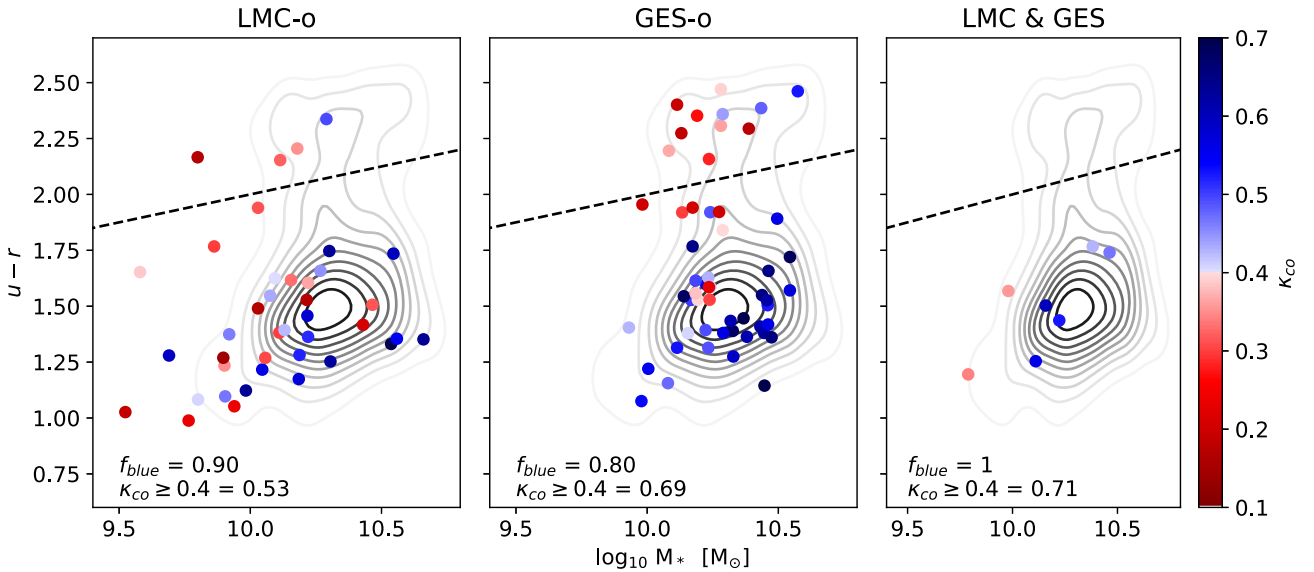 LMC-o GES-o LMC & GES
2.50
2.25
2.00
1.75
1.50
1.25
1.00
0.75
u − r
f_blue = 0.90
κ_co ≥ 0.4 = 0.53
f_blue = 0.80
κ_co ≥ 0.4 = 0.69
f_blue = 1
κ_co ≥ 0.4 = 0.71
9.5 10.0 10.5 9.5 10.0 10.5 9.5 10.0 10.5
log₁₀ M∗ [M⊙]
0.7
0.6
0.5
0.4
0.3
0.2
0.1
κ_co